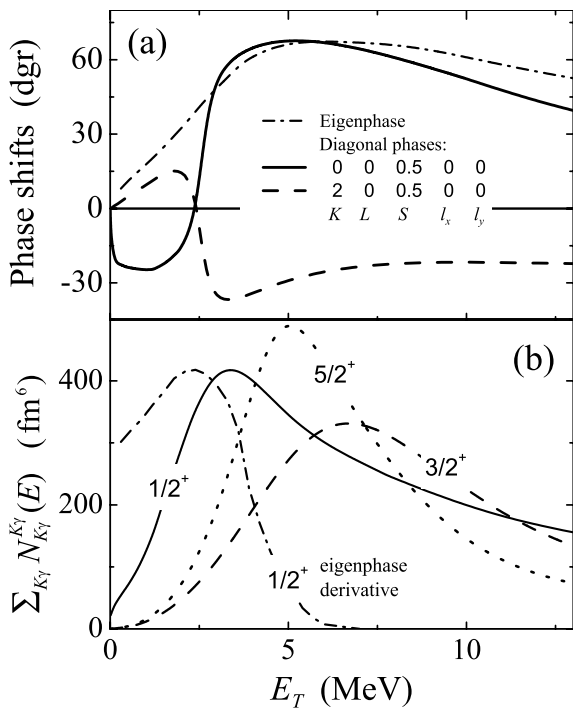 (a)
Phase shifts (dgr)
60
30
0
-30
Eigenphase
Diagonal phases:
0 0 0.5 0 0
2 0 0.5 0 0
K L S l_x l_y
(b)
Σ_{Kγ} N^{Kγ}_{Kγ}(E) (fm⁶)
400
200
0
5/2⁺
1/2⁺
3/2⁺
1/2⁺ eigenphase
derivative
0 5 10
E_T (MeV)